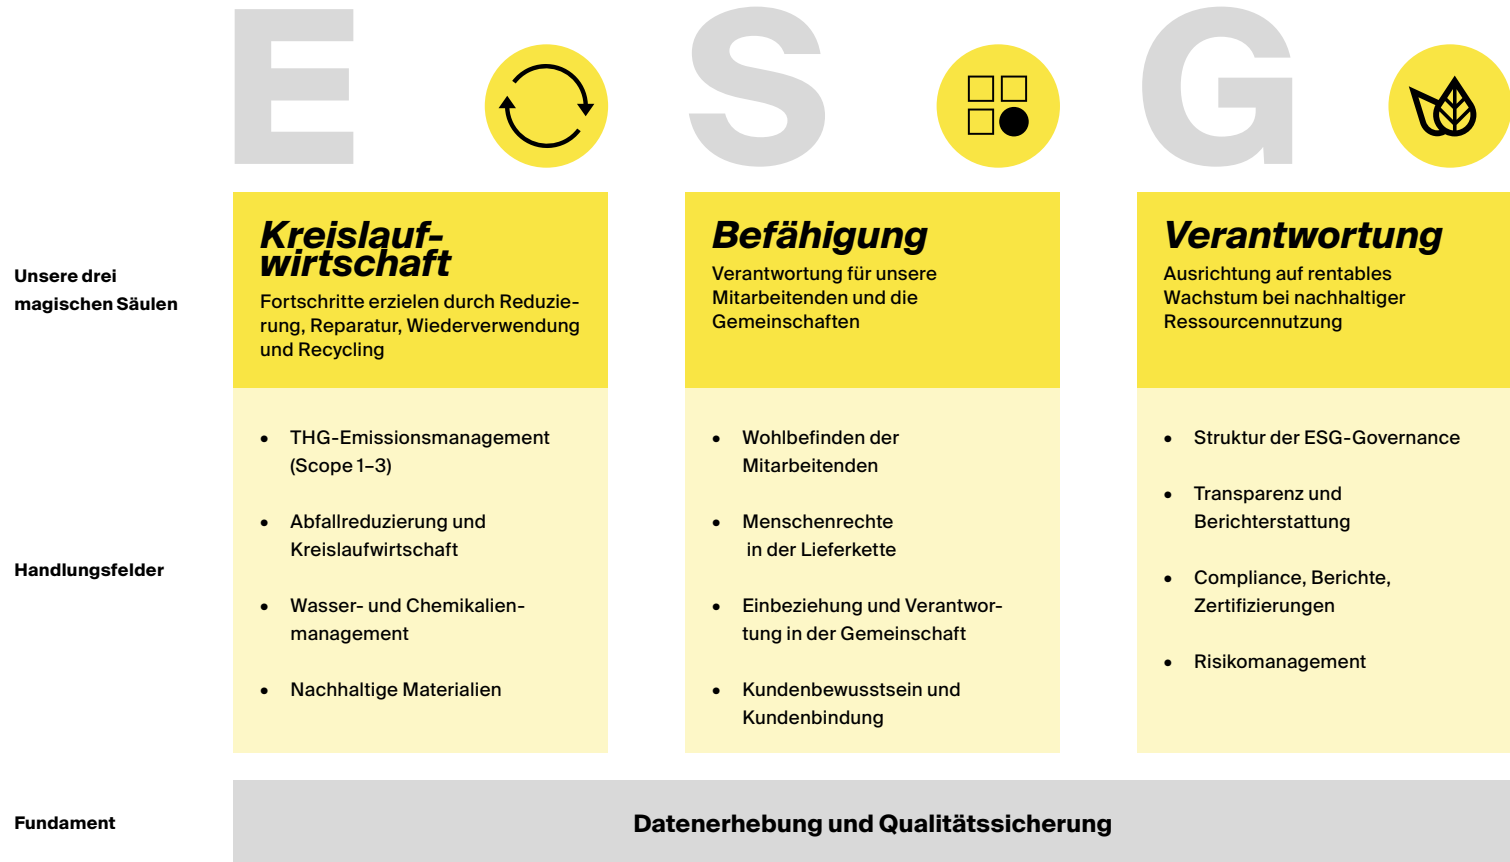 E
S
G
Unsere drei
magischen Säulen
Kreislauf-
wirtschaft
Fortschritte erzielen durch Reduzie-
rung, Reparatur, Wiederverwendung
und Recycling
Befähigung
Verantwortung für unsere
Mitarbeitenden und die
Gemeinschaften
Verantwortung
Ausrichtung auf rentables
Wachstum bei nachhaltiger
Ressourcennutzung
Handlungsfelder
• THG-Emissionsmanagement
(Scope 1–3)
• Abfallreduzierung und
Kreislaufwirtschaft
• Wasser- und Chemikalien-
management
• Nachhaltige Materialien
• Wohlbefinden der
Mitarbeitenden
• Menschenrechte
in der Lieferkette
• Einbeziehung und Verantwor-
tung in der Gemeinschaft
• Kundenbewusstsein und
Kundenbindung
• Struktur der ESG-Governance
• Transparenz und
Berichterstattung
• Compliance, Berichte,
Zertifizierungen
• Risikomanagement
Fundament
Datenerhebung und Qualitätssicherung